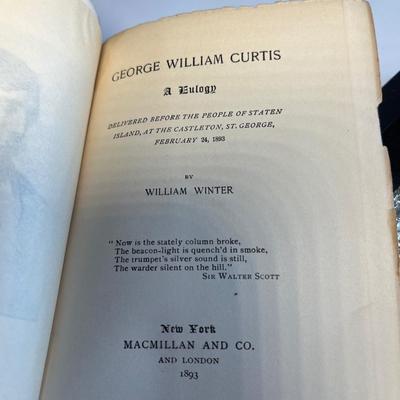 GEORGE WILLIAM CURTIS
A Eulogy
DELIVERED BEFORE THE PEOPLE OF STATEN
ISLAND, AT THE CASTLETON, ST. GEORGE,
FEBRUARY 24, 1893
BY
WILLIAM WINTER
"Now is the stately column broke,
The beacon-light is quench'd in smoke,
The trumpet's silver sound is still,
The warder silent on the hill."
SIR WALTER SCOTT
New York
MACMILLAN AND CO.
AND LONDON
1893